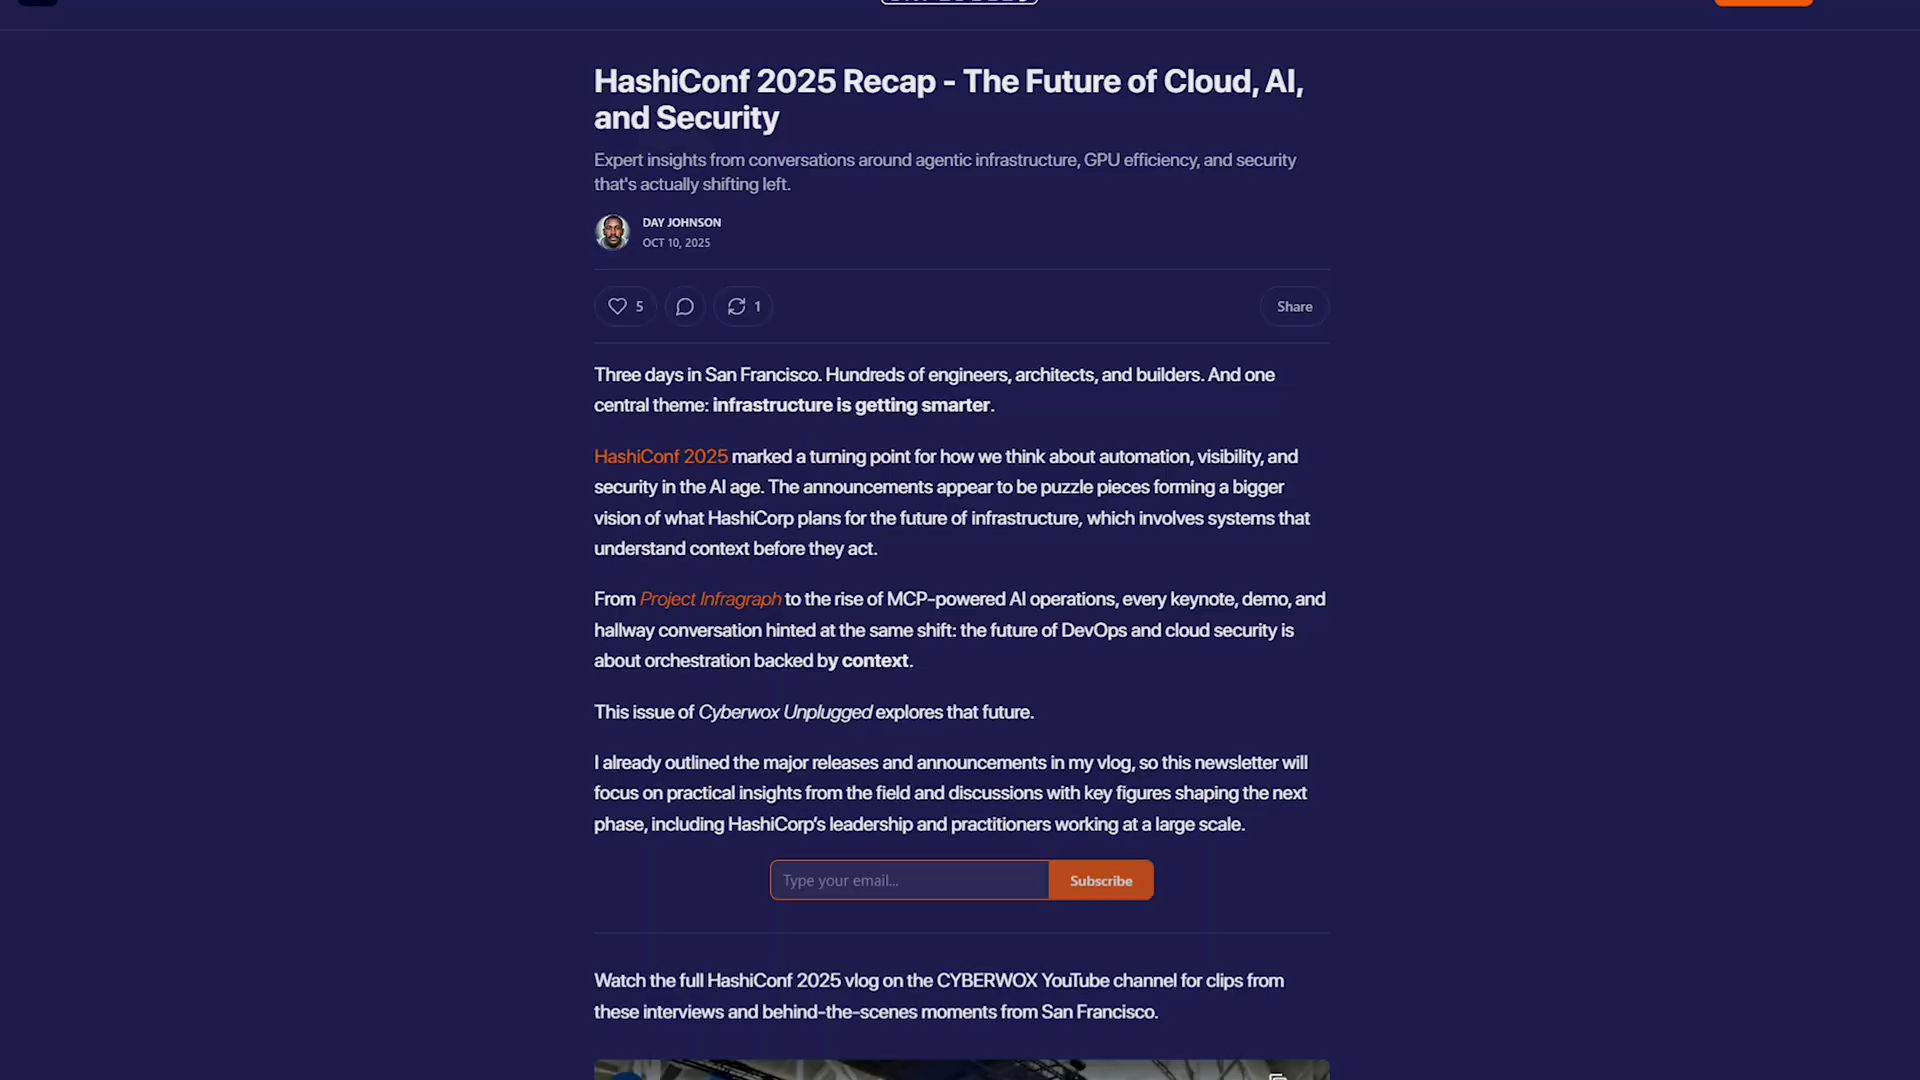 HashiConf 2025 Recap - The Future of Cloud, AI,
and Security
Expert insights from conversations around agentic infrastructure, GPU efficiency, and security
that's actually shifting left.
DAY JOHNSON
OCT 10, 2025
5
1
Share
Three days in San Francisco. Hundreds of engineers, architects, and builders. And one
central theme: infrastructure is getting smarter.
HashiConf 2025 marked a turning point for how we think about automation, visibility, and
security in the AI age. The announcements appear to be puzzle pieces forming a bigger
vision of what HashiCorp plans for the future of infrastructure, which involves systems that
understand context before they act.
From Project Infragraph to the rise of MCP-powered AI operations, every keynote, demo, and
hallway conversation hinted at the same shift: the future of DevOps and cloud security is
about orchestration backed by context.
This issue of Cyberwox Unplugged explores that future.
I already outlined the major releases and announcements in my vlog, so this newsletter will
focus on practical insights from the field and discussions with key figures shaping the next
phase, including HashiCorp’s leadership and practitioners working at a large scale.
Type your email...
Subscribe
Watch the full HashiConf 2025 vlog on the CYBERWOX YouTube channel for clips from
these interviews and behind-the-scenes moments from San Francisco.